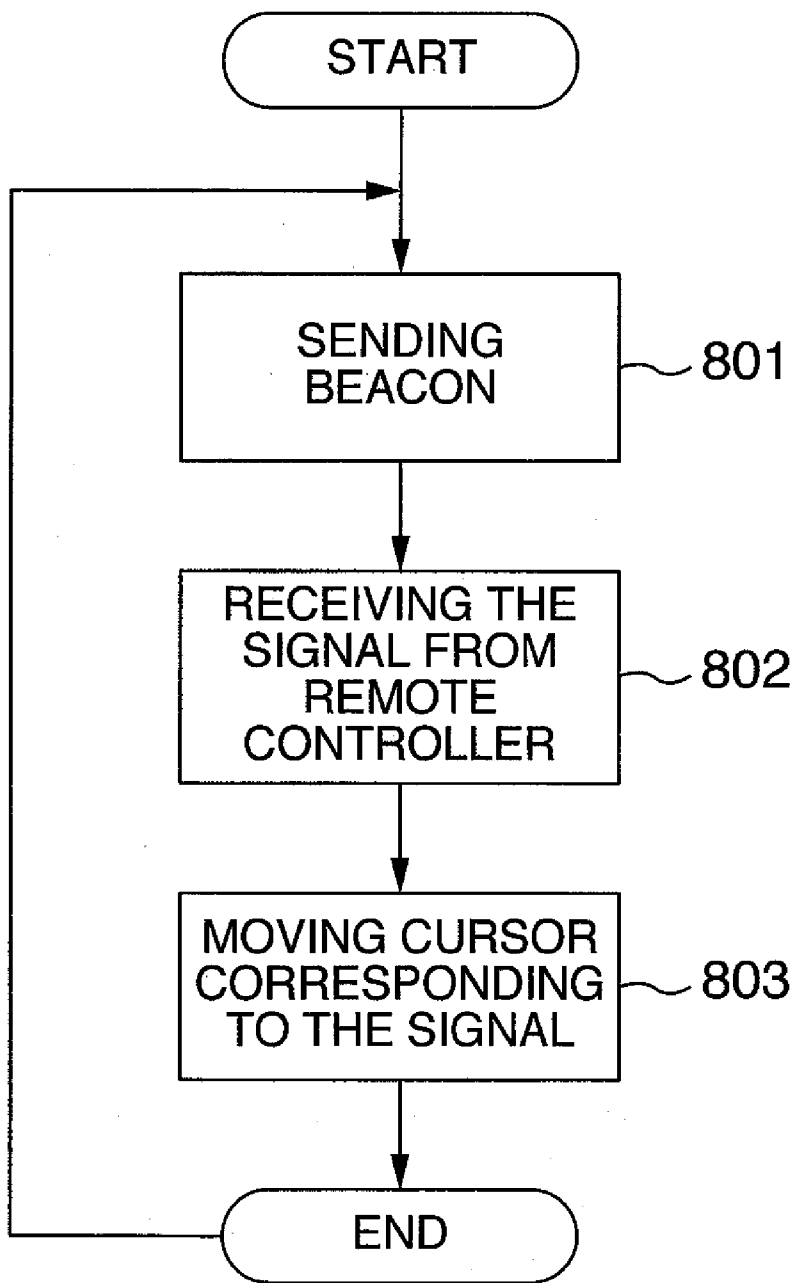 START
SENDING
BEACON
801
RECEIVING THE
SIGNAL FROM
REMOTE
CONTROLLER
802
MOVING CURSOR
CORRESPONDING
TO THE SIGNAL
803
END